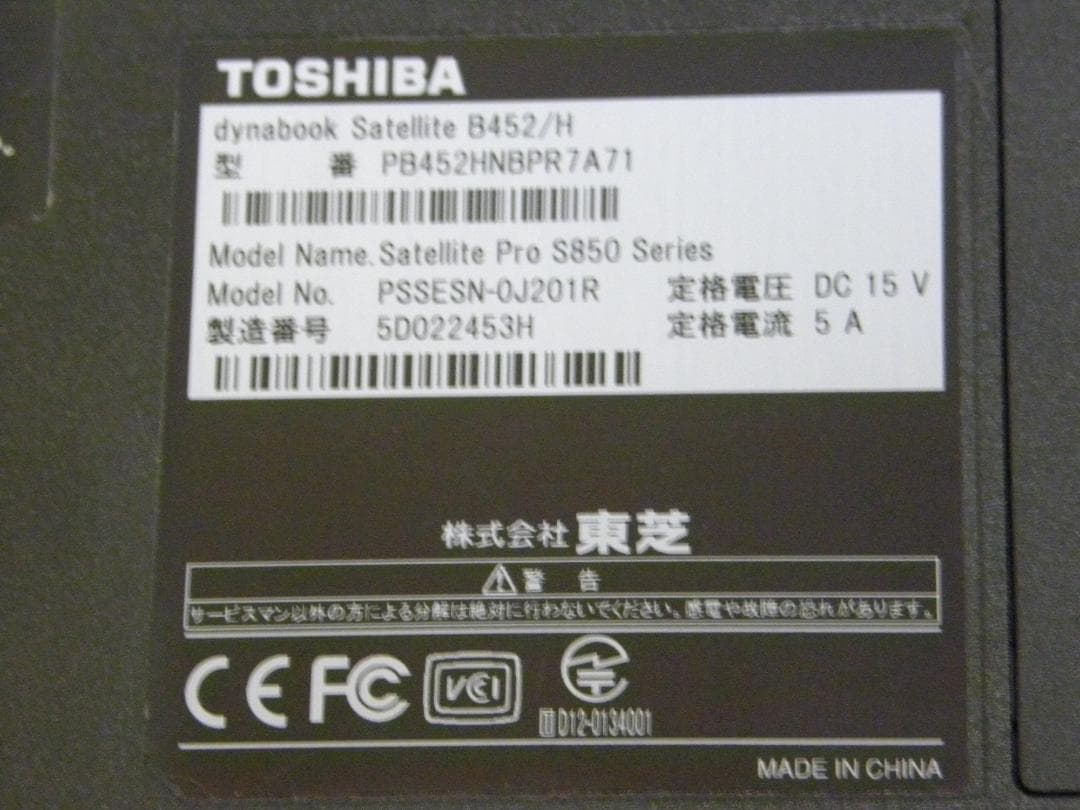 TOSHIBA
dynabook Satellite B452/H
型 番 PB452HNBPR7A71
Model Name. Satellite Pro S850 Series
Model No. PSSESN-0J201R 定格電圧 DC 15 V
製造番号 5D022453H 定格電流 5 A
株式会社 東芝
警 告
サービスマン以外の方による分解は絶対に行わないでください。感電や故障の恐れがあります。
CE FC VCI
T D12-0134001
MADE IN CHINA